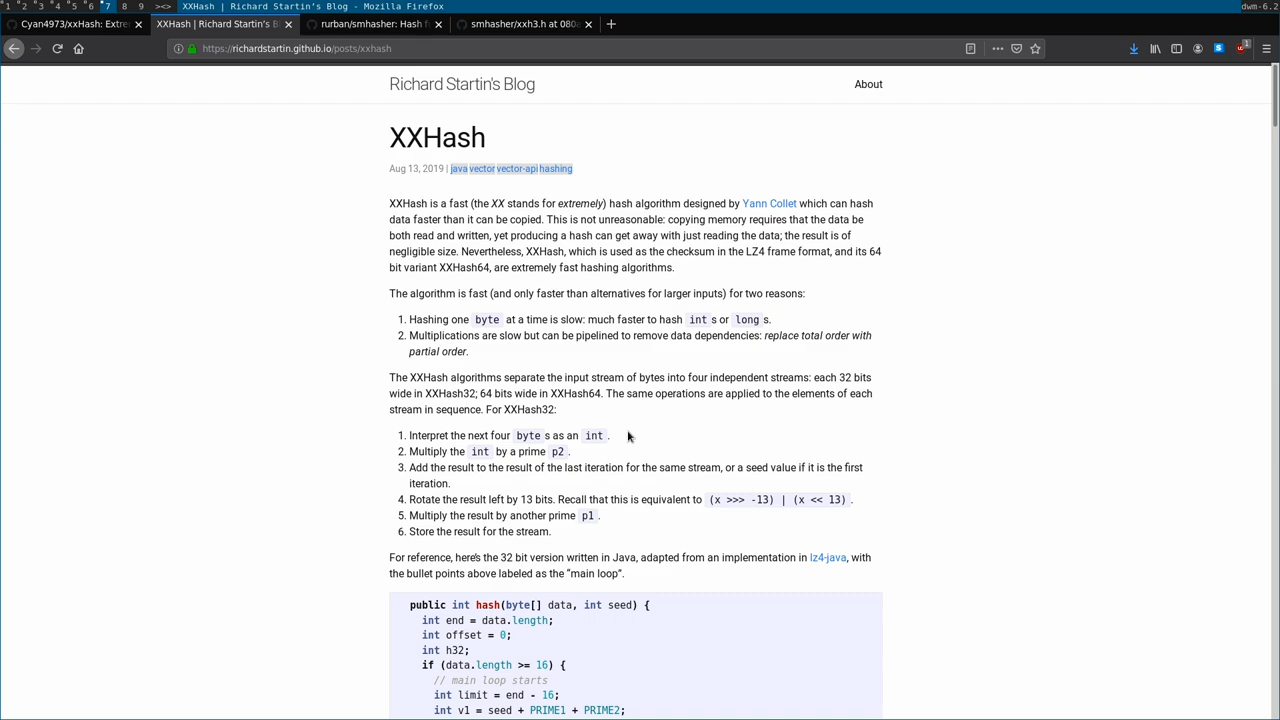 1 2 3 4 5 6 7 8 9 ><> XXHash | Richard Startin's Blog - Mozilla Firefox dwm-6.2
Cyan4973/xxHash: Extre XXHash | Richard Startin's B rurban/smhasher: Hash f smhasher/xxh3.h at 080a
https://richardstartin.github.io/posts/xxhash
Richard Startin's Blog About
XXHash
Aug 13, 2019 | java vector vector-api hashing
XXHash is a fast (the XX stands for extremely) hash algorithm designed by Yann Collet which can hash
data faster than it can be copied. This is not unreasonable: copying memory requires that the data be
both read and written, yet producing a hash can get away with just reading the data; the result is of
negligible size. Nevertheless, XXHash, which is used as the checksum in the LZ4 frame format, and its 64
bit variant XXHash64, are extremely fast hashing algorithms.
The algorithm is fast (and only faster than alternatives for larger inputs) for two reasons:
1. Hashing one byte at a time is slow: much faster to hash int s or long s.
2. Multiplications are slow but can be pipelined to remove data dependencies: replace total order with
partial order.
The XXHash algorithms separate the input stream of bytes into four independent streams: each 32 bits
wide in XXHash32; 64 bits wide in XXHash64. The same operations are applied to the elements of each
stream in sequence. For XXHash32:
1. Interpret the next four byte s as an int .
2. Multiply the int by a prime p2 .
3. Add the result to the result of the last iteration for the same stream, or a seed value if it is the first
iteration.
4. Rotate the result left by 13 bits. Recall that this is equivalent to (x >>> -13) | (x << 13) .
5. Multiply the result by another prime p1 .
6. Store the result for the stream.
For reference, here's the 32 bit version written in Java, adapted from an implementation in lz4-java, with
the bullet points above labeled as the “main loop”.
public int hash(byte[] data, int seed) {
int end = data.length;
int offset = 0;
int h32;
if (data.length >= 16) {
// main loop starts
int limit = end - 16;
int v1 = seed + PRIME1 + PRIME2;